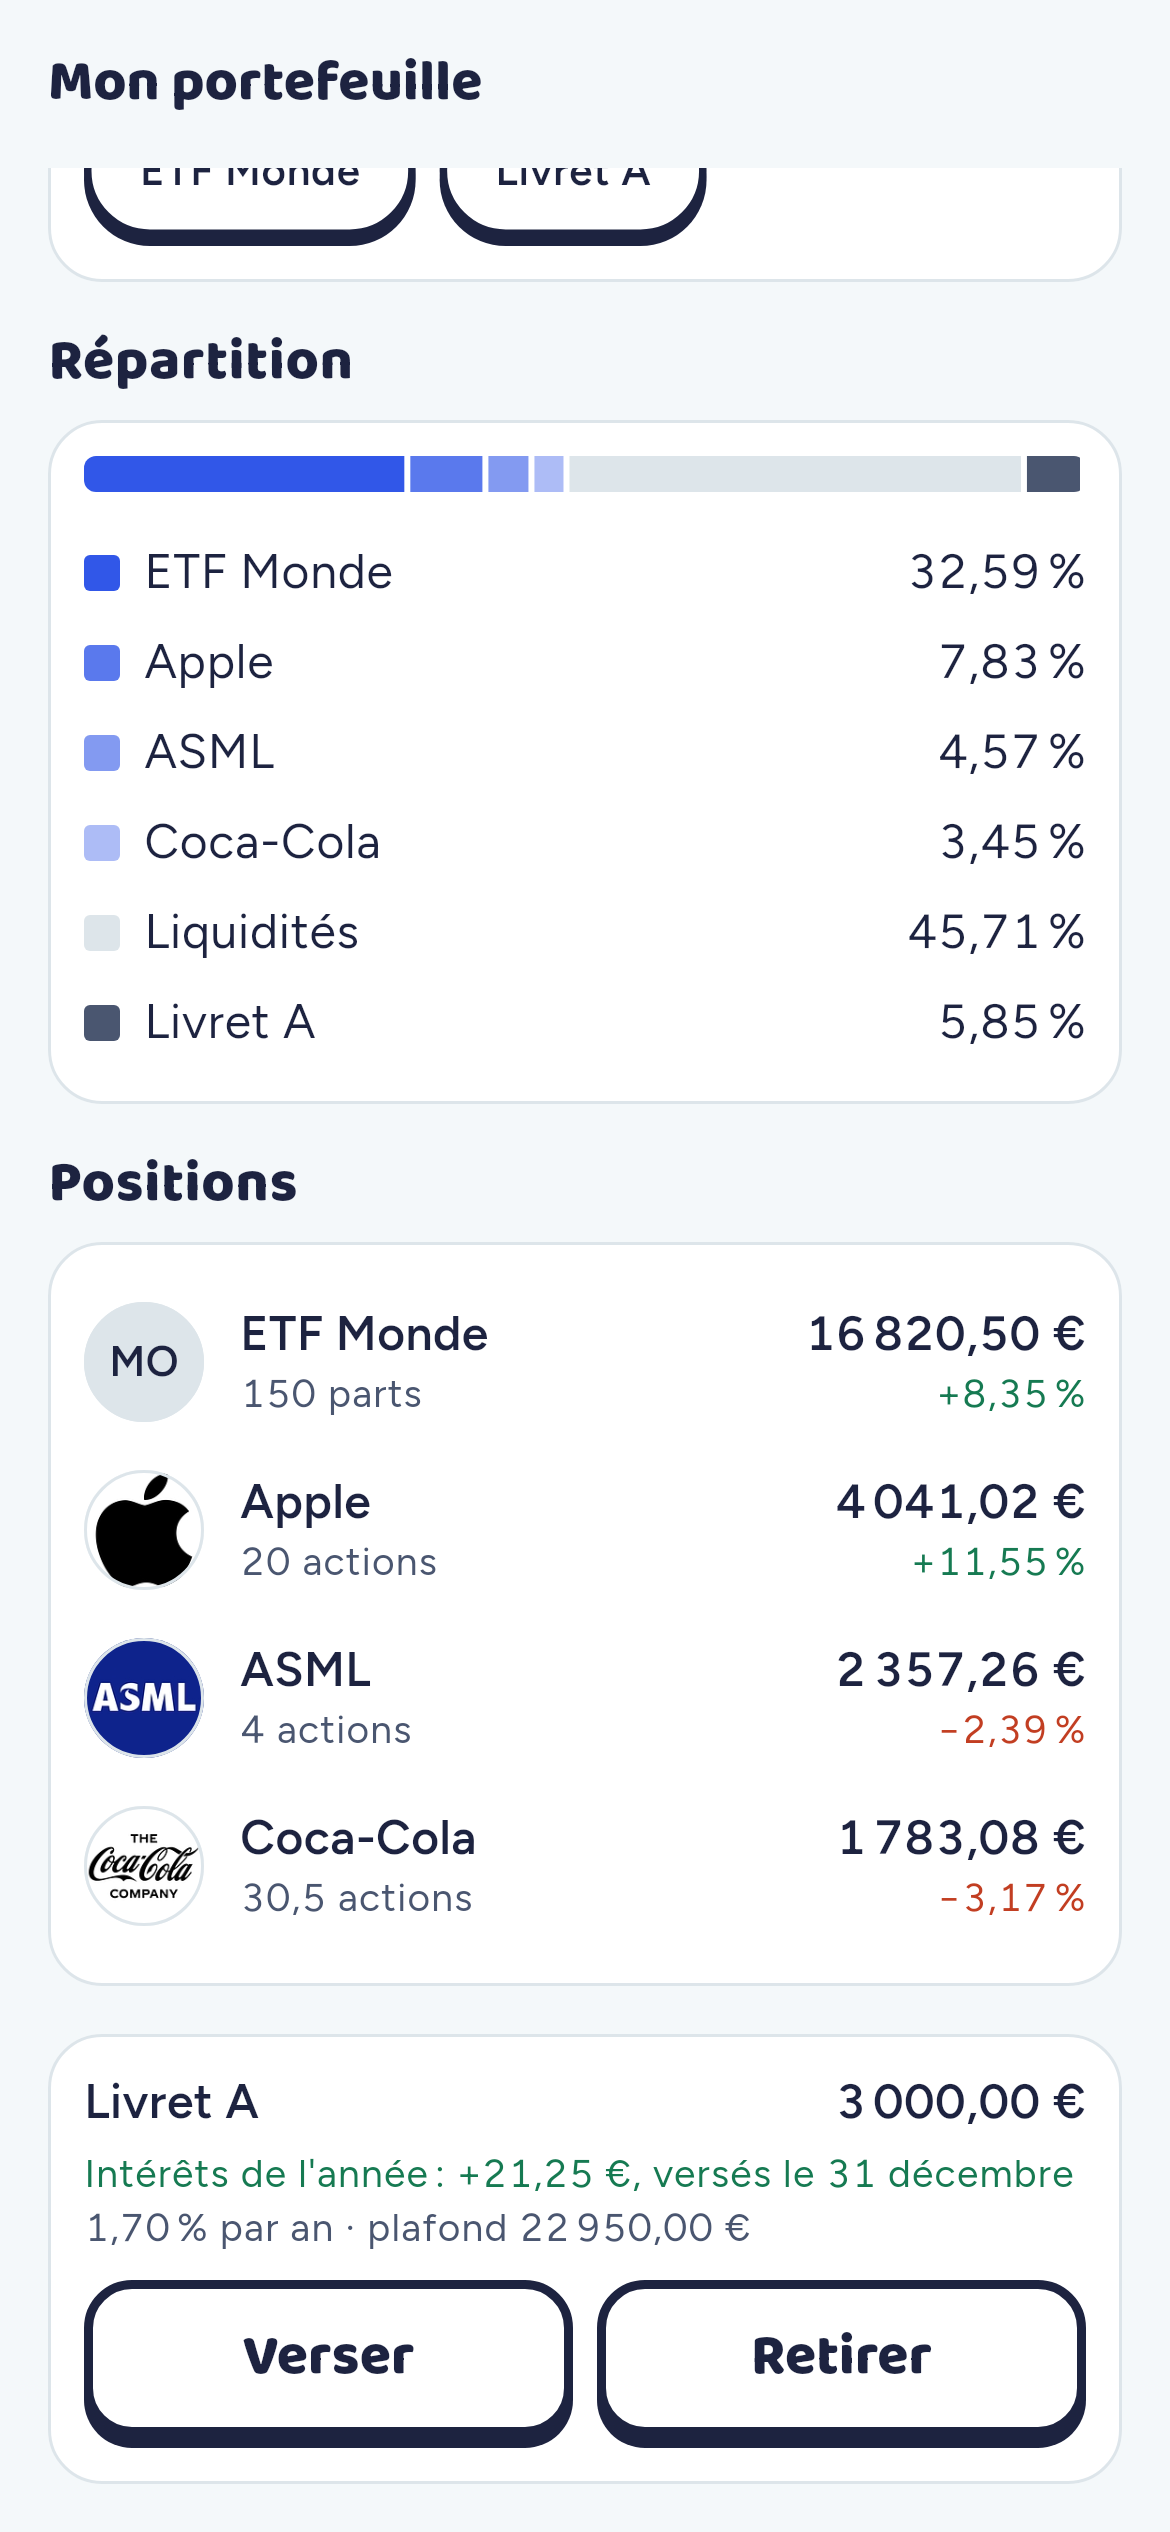 Mon portefeuille
ETF Monde
Livret A
Répartition
ETF Monde 32,59 %
Apple 7,83 %
ASML 4,57 %
Coca-Cola 3,45 %
Liquidités 45,71 %
Livret A 5,85 %
Positions
MO
ETF Monde 16 820,50 €
150 parts +8,35 %
Apple 4 041,02 €
20 actions +11,55 %
ASML
ASML 2 357,26 €
4 actions −2,39 %
THE
Coca-Cola
COMPANY
Coca-Cola 1 783,08 €
30,5 actions −3,17 %
Livret A 3 000,00 €
Intérêts de l'année : +21,25 €, versés le 31 décembre
1,70 % par an · plafond 22 950,00 €
Verser
Retirer